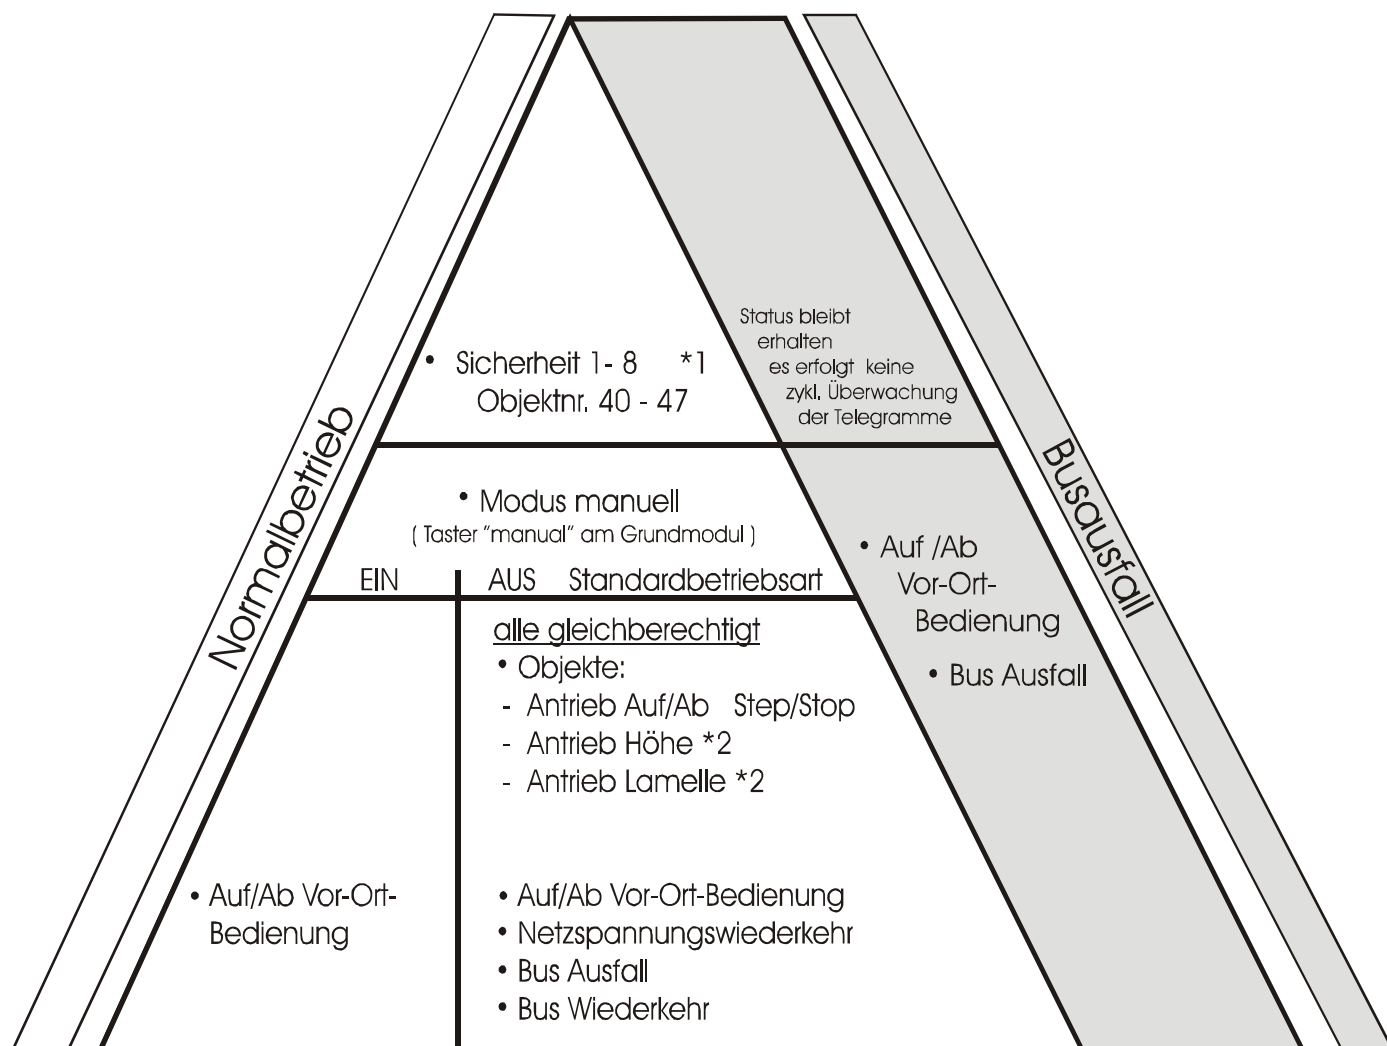 Normalbetrieb
• Sicherheit 1- 8 *1
Objektnr. 40 - 47
Status bleibt
erhalten
es erfolgt keine
zykl. Überwachung
der Telegramme
Busausfall
• Modus manuell
( Taster "manual" am Grundmodul )
EIN
AUS Standardbetriebsart
• Auf /Ab
Vor-Ort-
Bedienung
• Bus Ausfall
alle gleichberechtigt
• Objekte:
- Antrieb Auf/Ab Step/Stop
- Antrieb Höhe *2
- Antrieb Lamelle *2
• Auf/Ab Vor-Ort-
Bedienung
• Auf/Ab Vor-Ort-Bedienung
• Netzspannungswiederkehr
• Bus Ausfall
• Bus Wiederkehr